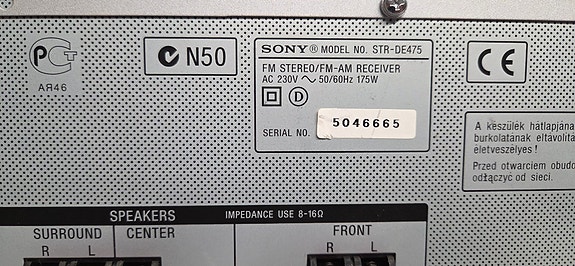 АЯ46
N50
SONY® MODEL NO. STR-DE475
FM STEREO/FM-AM RECEIVER
AC 230V ～ 50/60Hz 175W
D
SERIAL NO. 5046665
CE
A készülék hátlapjána
burkolatának eltávolíta
életveszélyes !
Przed otwarciem obudo
odłączyć od sieci.
SPEAKERS IMPEDANCE USE 8-16Ω
SURROUND CENTER FRONT
R L R L